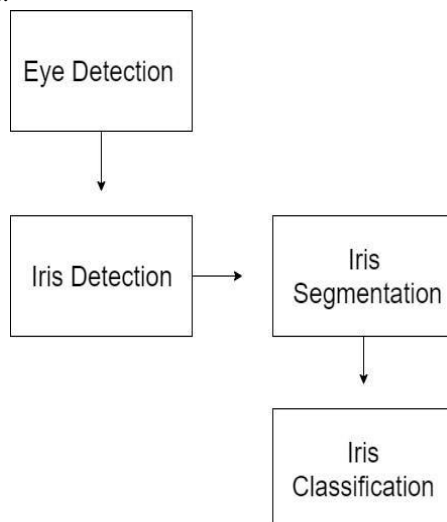 Eye Detection
Iris Detection
Iris
Segmentation
Iris
Classification